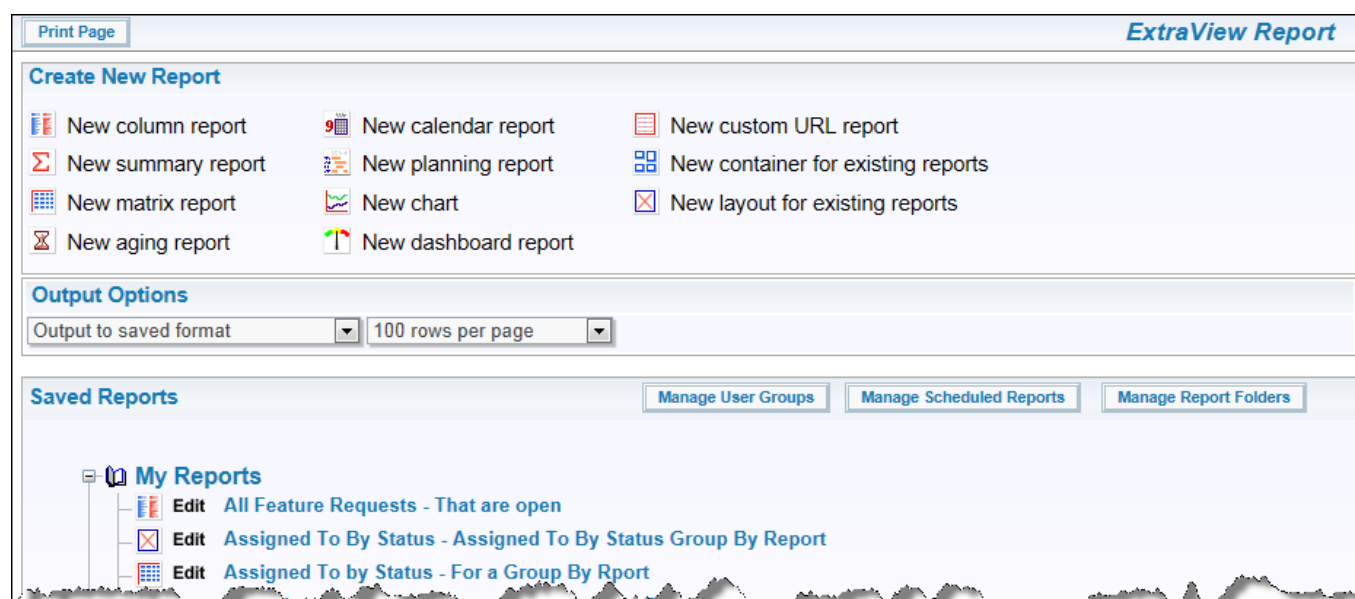 Print Page
ExtraView Report
Create New Report
New column report
New calendar report
New custom URL report
New summary report
New planning report
New container for existing reports
New matrix report
New chart
New layout for existing reports
New aging report
New dashboard report
Output Options
Output to saved format
100 rows per page
Saved Reports
Manage User Groups
Manage Scheduled Reports
Manage Report Folders
My Reports
Edit All Feature Requests - That are open
Edit Assigned To By Status - Assigned To By Status Group By Report
Edit Assigned To by Status - For a Group By Rport